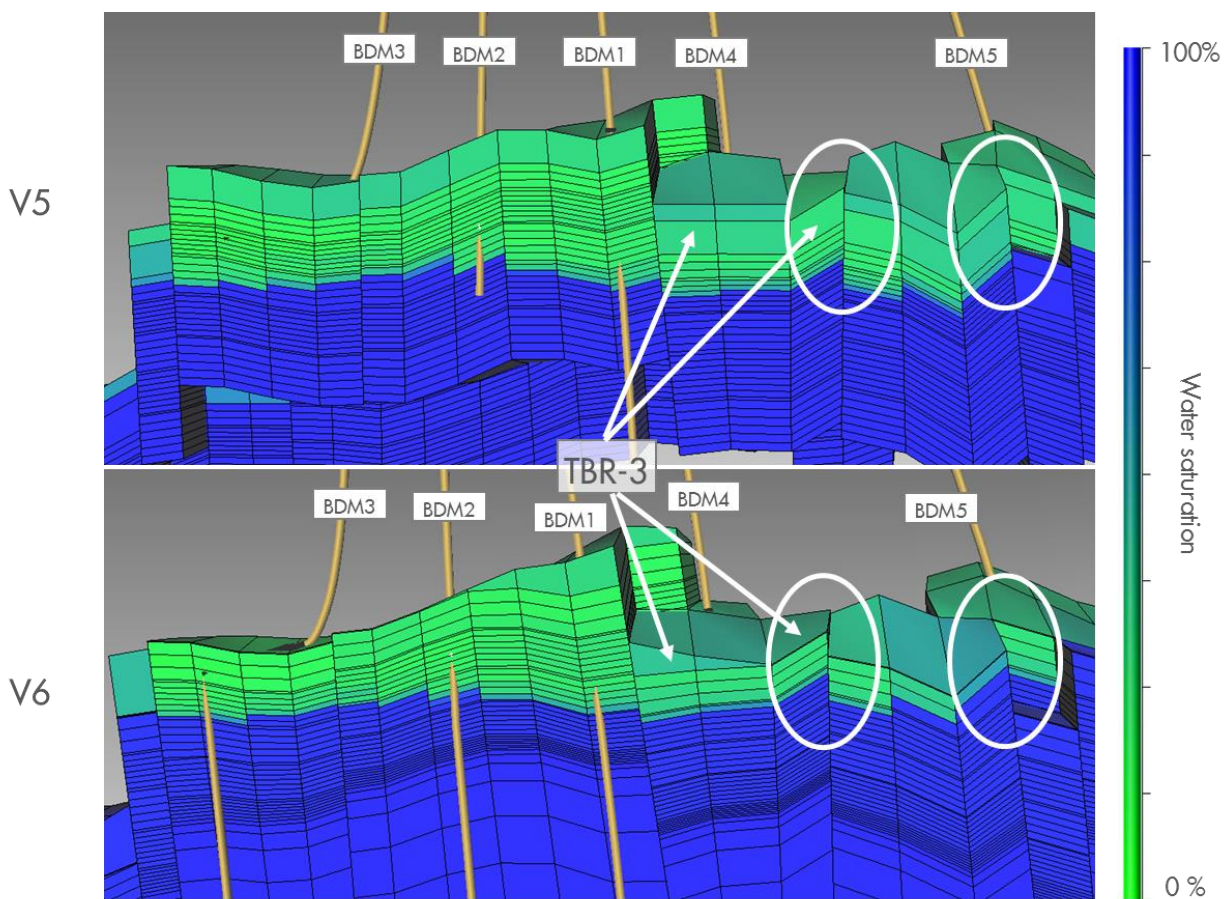 BDM3
BDM2
BDM1
BDM4
BDM5
100%
V5
TBR-3
Water saturation
BDM3
BDM2
BDM1
BDM4
BDM5
V6
0 %